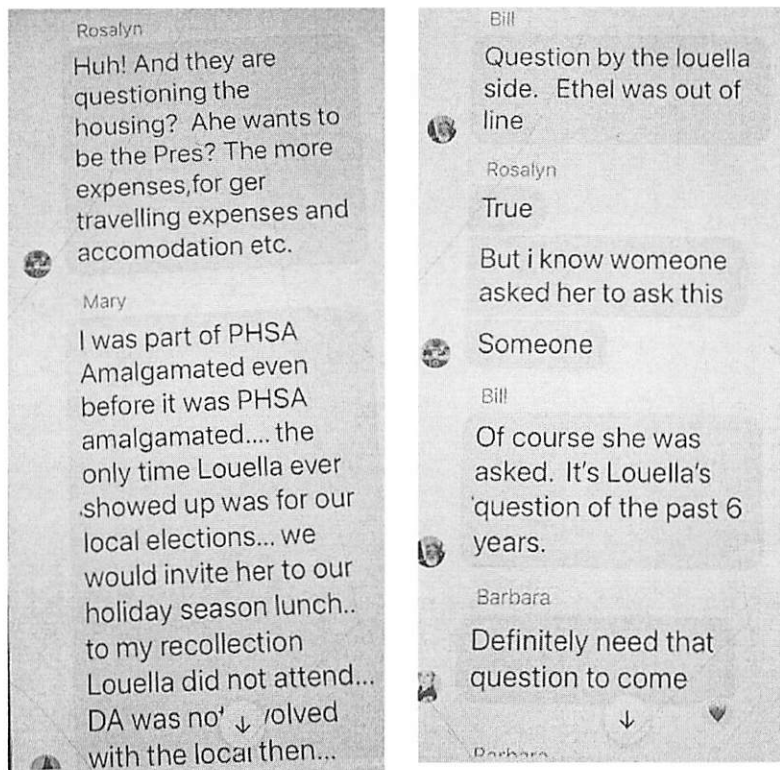 Rosalyn
Huh! And they are
questioning the
housing? Ahe wants to
be the Pres? The more
expenses,for ger
travelling expenses and
accomodation etc.
Mary
I was part of PHSA
Amalgamated even
before it was PHSA
amalgamated.... the
only time Louella ever
showed up was for our
local elections... we
would invite her to our
holiday season lunch..
to my recollection
Louella did not attend...
DA was
with the local then...
Bill
Question by the louella
side. Ethel was out of
line
Rosalyn
True
But i know womeone
asked her to ask this
Someone
Bill
Of course she was
asked. It's Louella's
question of the past 6
years.
Barbara
Definitely need that
question to come
Barbara